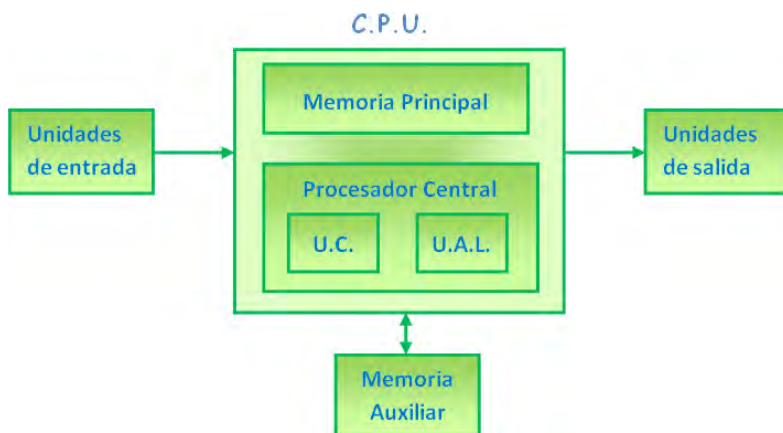 C.P.U.
Memoria Principal
Unidades
de entrada
Unidades
de salida
Procesador Central
U.C.
U.A.L.
Memoria
Auxiliar